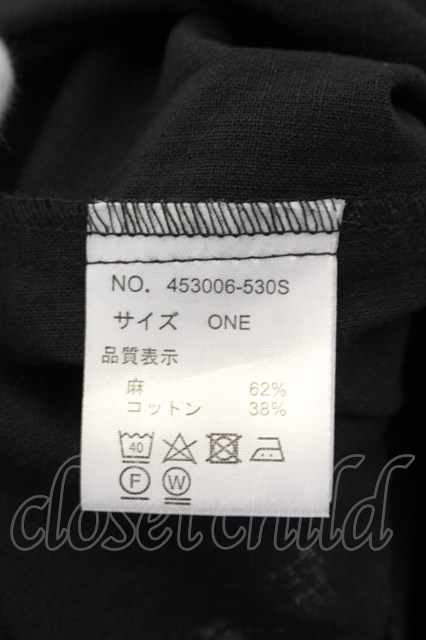 NO. 453006-530S
サイズ ONE
品質表示
麻 62%
コットン 38%
40
F W
closet child